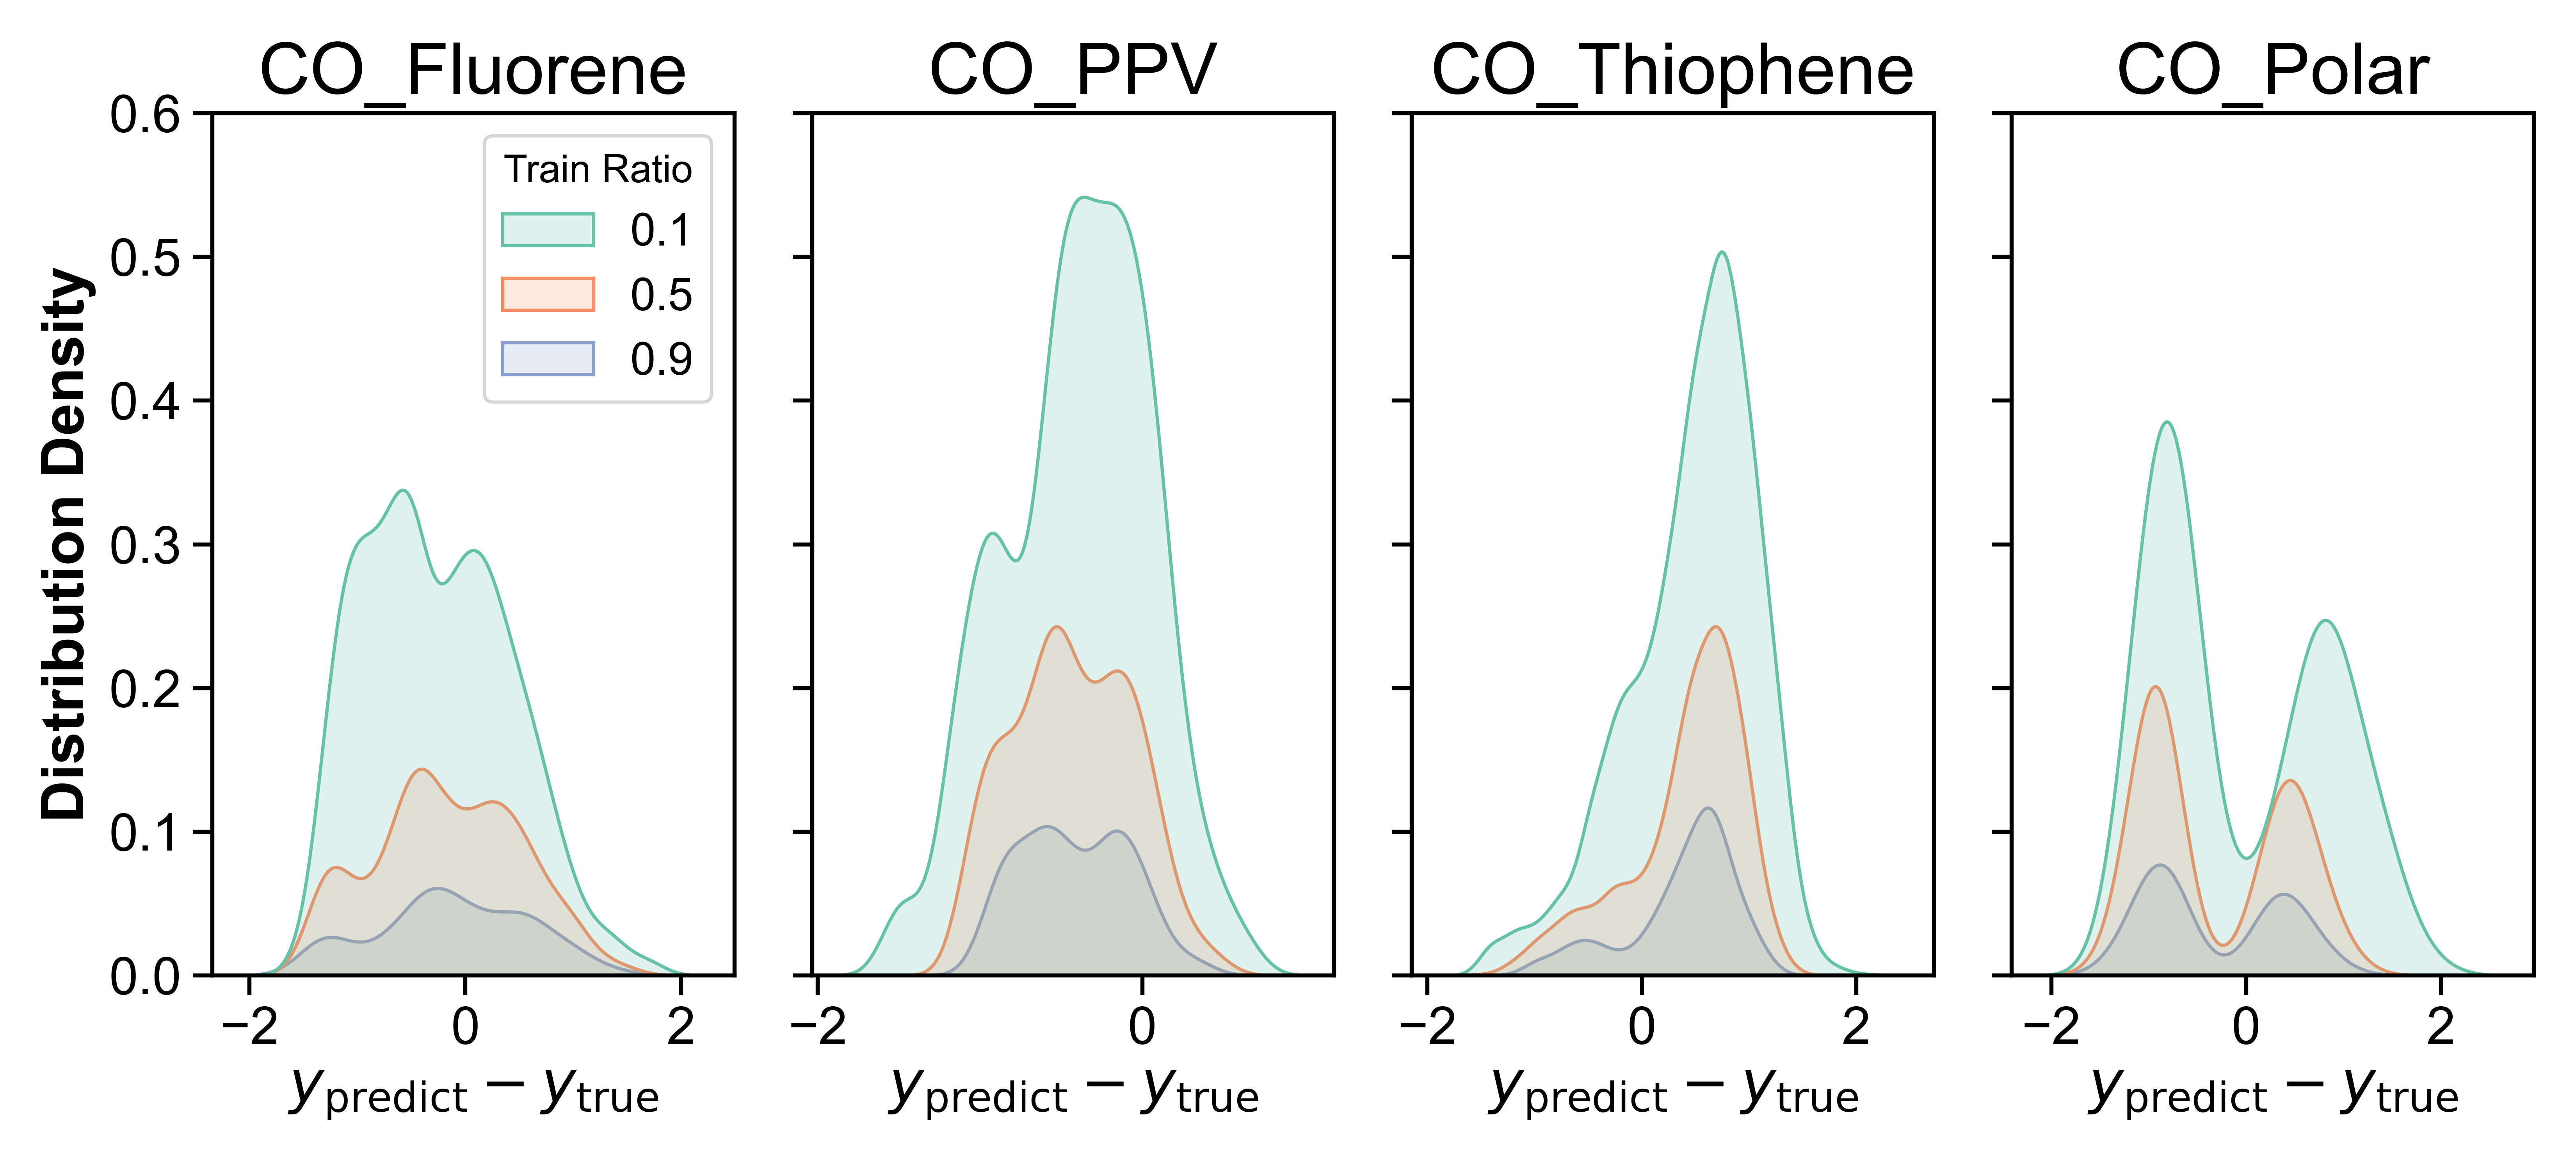 CO_Fluorene
CO_PPV
CO_Thiophene
CO_Polar
Distribution Density
0.6
0.5
0.4
0.3
0.2
0.1
0.0
Train Ratio
0.1
0.5
0.9
−2 0 2
−2 0
−2 0 2
−2 0 2
ypredict − ytrue
ypredict − ytrue
ypredict − ytrue
ypredict − ytrue